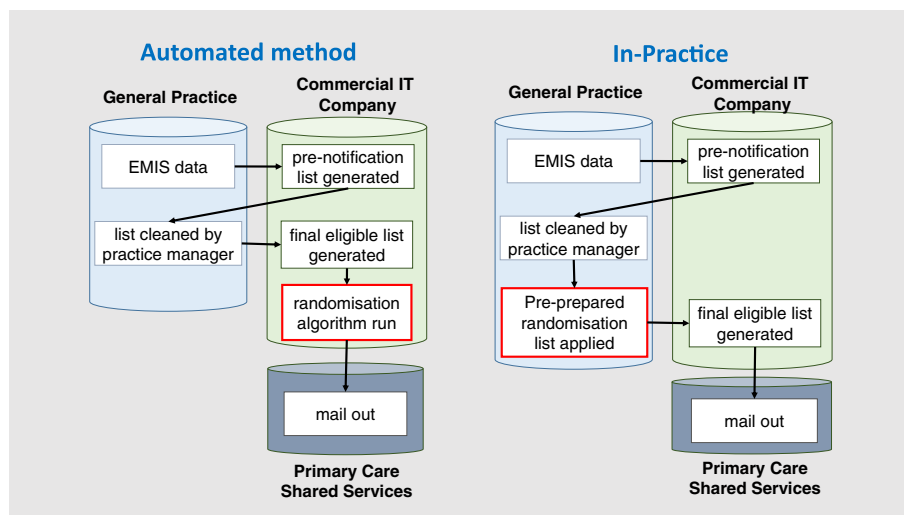 Automated method
General Practice
Commercial IT
Company
EMIS data
pre-notification
list generated
list cleaned by
practice manager
final eligible list
generated
randomisation
algorithm run
mail out
Primary Care
Shared Services
In-Practice
General Practice
Commercial IT
Company
EMIS data
pre-notification
list generated
list cleaned by
practice manager
Pre-prepared
randomisation
list applied
final eligible list
generated
mail out
Primary Care
Shared Services